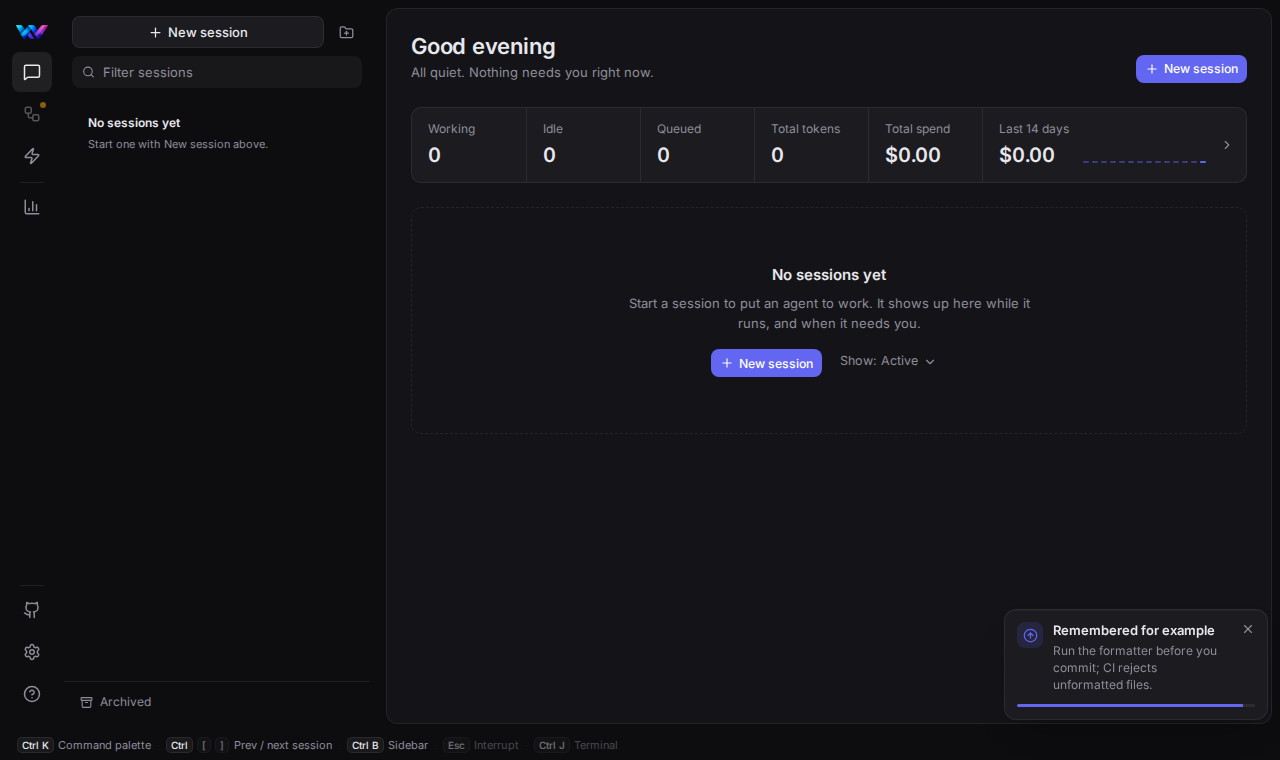 New session
Filter sessions
No sessions yet
Start one with New session above.
Archived
Good evening
All quiet. Nothing needs you right now.
New session
Working
0
Idle
0
Queued
0
Total tokens
0
Total spend
$0.00
Last 14 days
$0.00
No sessions yet
Start a session to put an agent to work. It shows up here while it
runs, and when it needs you.
New session
Show: Active
Remembered for example
Run the formatter before you
commit; CI rejects
unformatted files.
Ctrl K Command palette Ctrl [ ] Prev / next session Ctrl B Sidebar Esc Interrupt Ctrl J Terminal